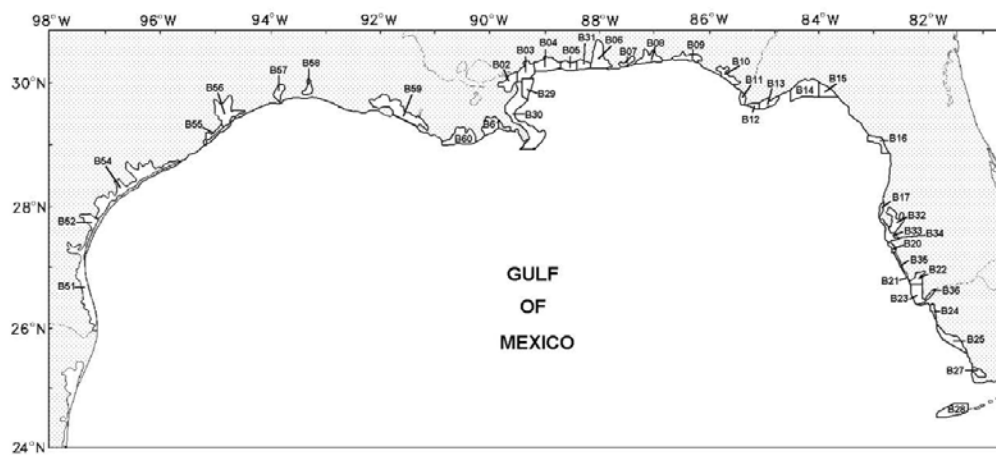 98°W 96°W 94°W 92°W 90°W 88°W 86°W 84°W 82°W
30°N
28°N
26°N
24°N
B58
B57
B56
B55
B54
B52
B51
B59
B60
B61
B02
B03
B04
B05
B31
B06
B07
B08
B09
B29
B30
B10
B11
B12
B13
B14
B15
B16
B17
B32
B33
B34
B20
B35
B21
B22
B23
B36
B24
B25
B27
B28
GULF
OF
MEXICO